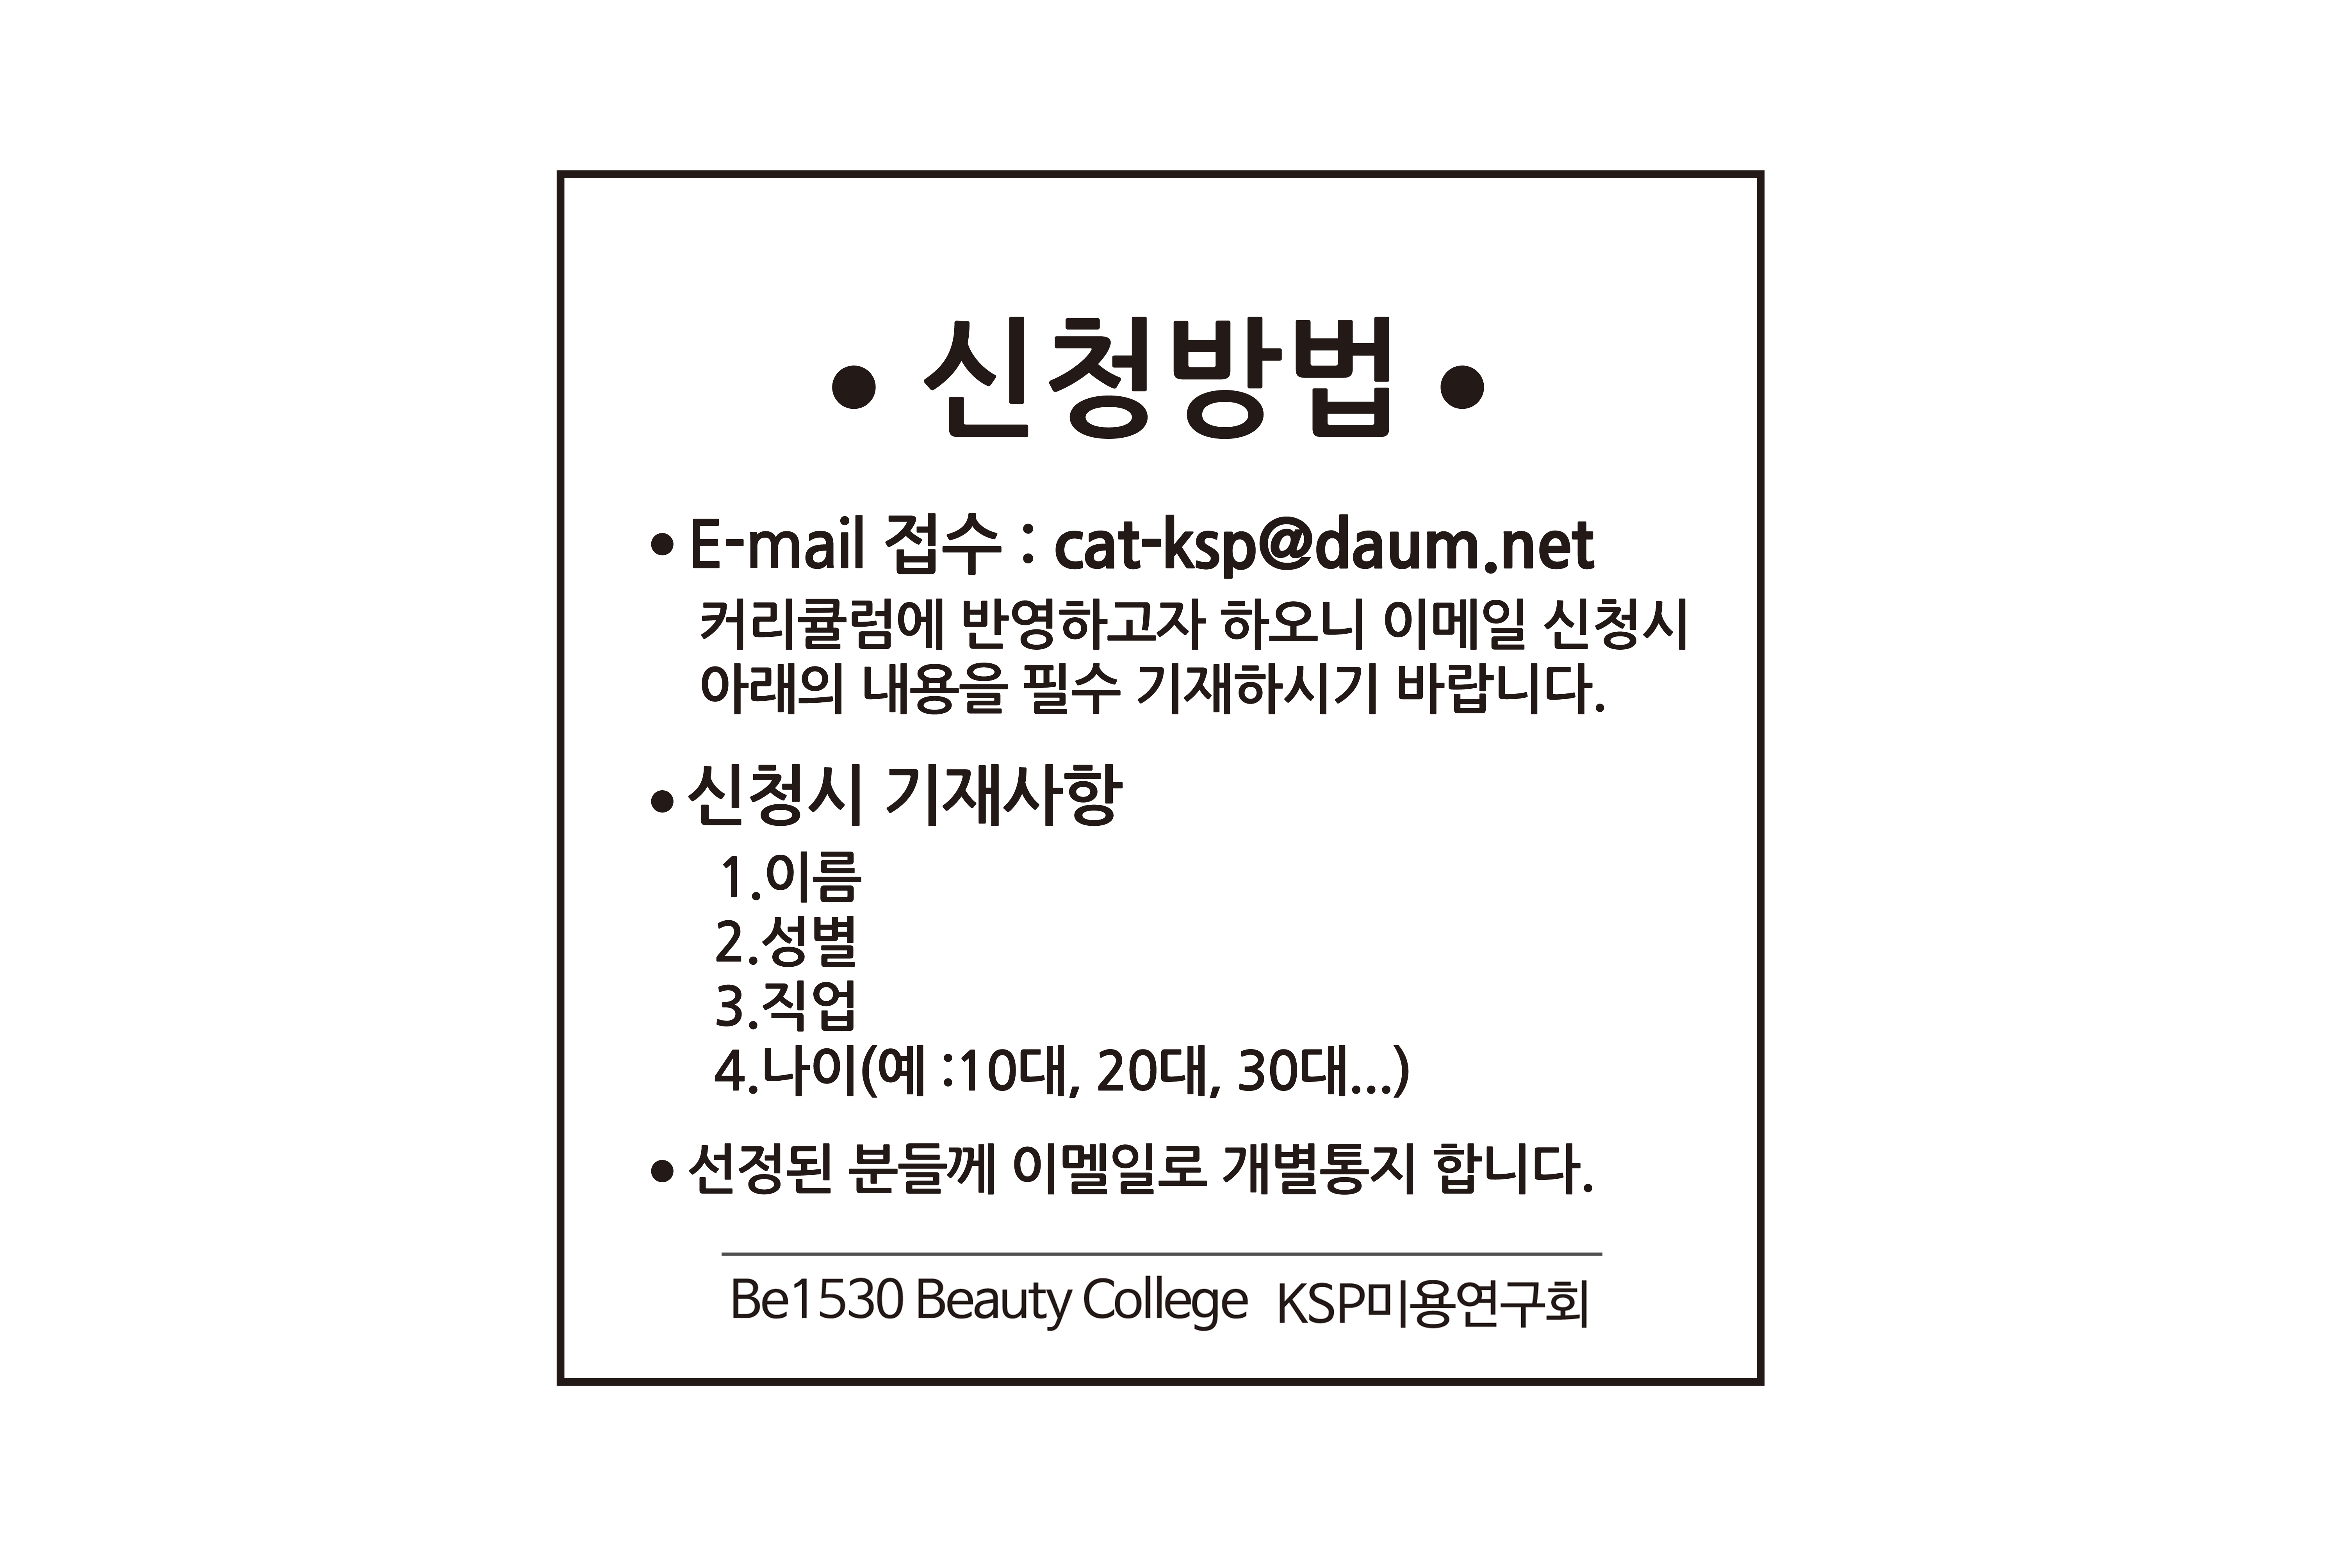 • 신청방법 •
• E-mail 접수 : cat-ksp@daum.net
커리큘럼에 반영하고자 하오니 이메일 신청시
아래의 내용을 필수 기재하시기 바랍니다.
• 신청시 기재사항
1.이름
2.성별
3.직업
4.나이(예 :10대, 20대, 30대...)
• 선정된 분들께 이멜일로 개별통지 합니다.
Be1530 Beauty College KSP미용연구회